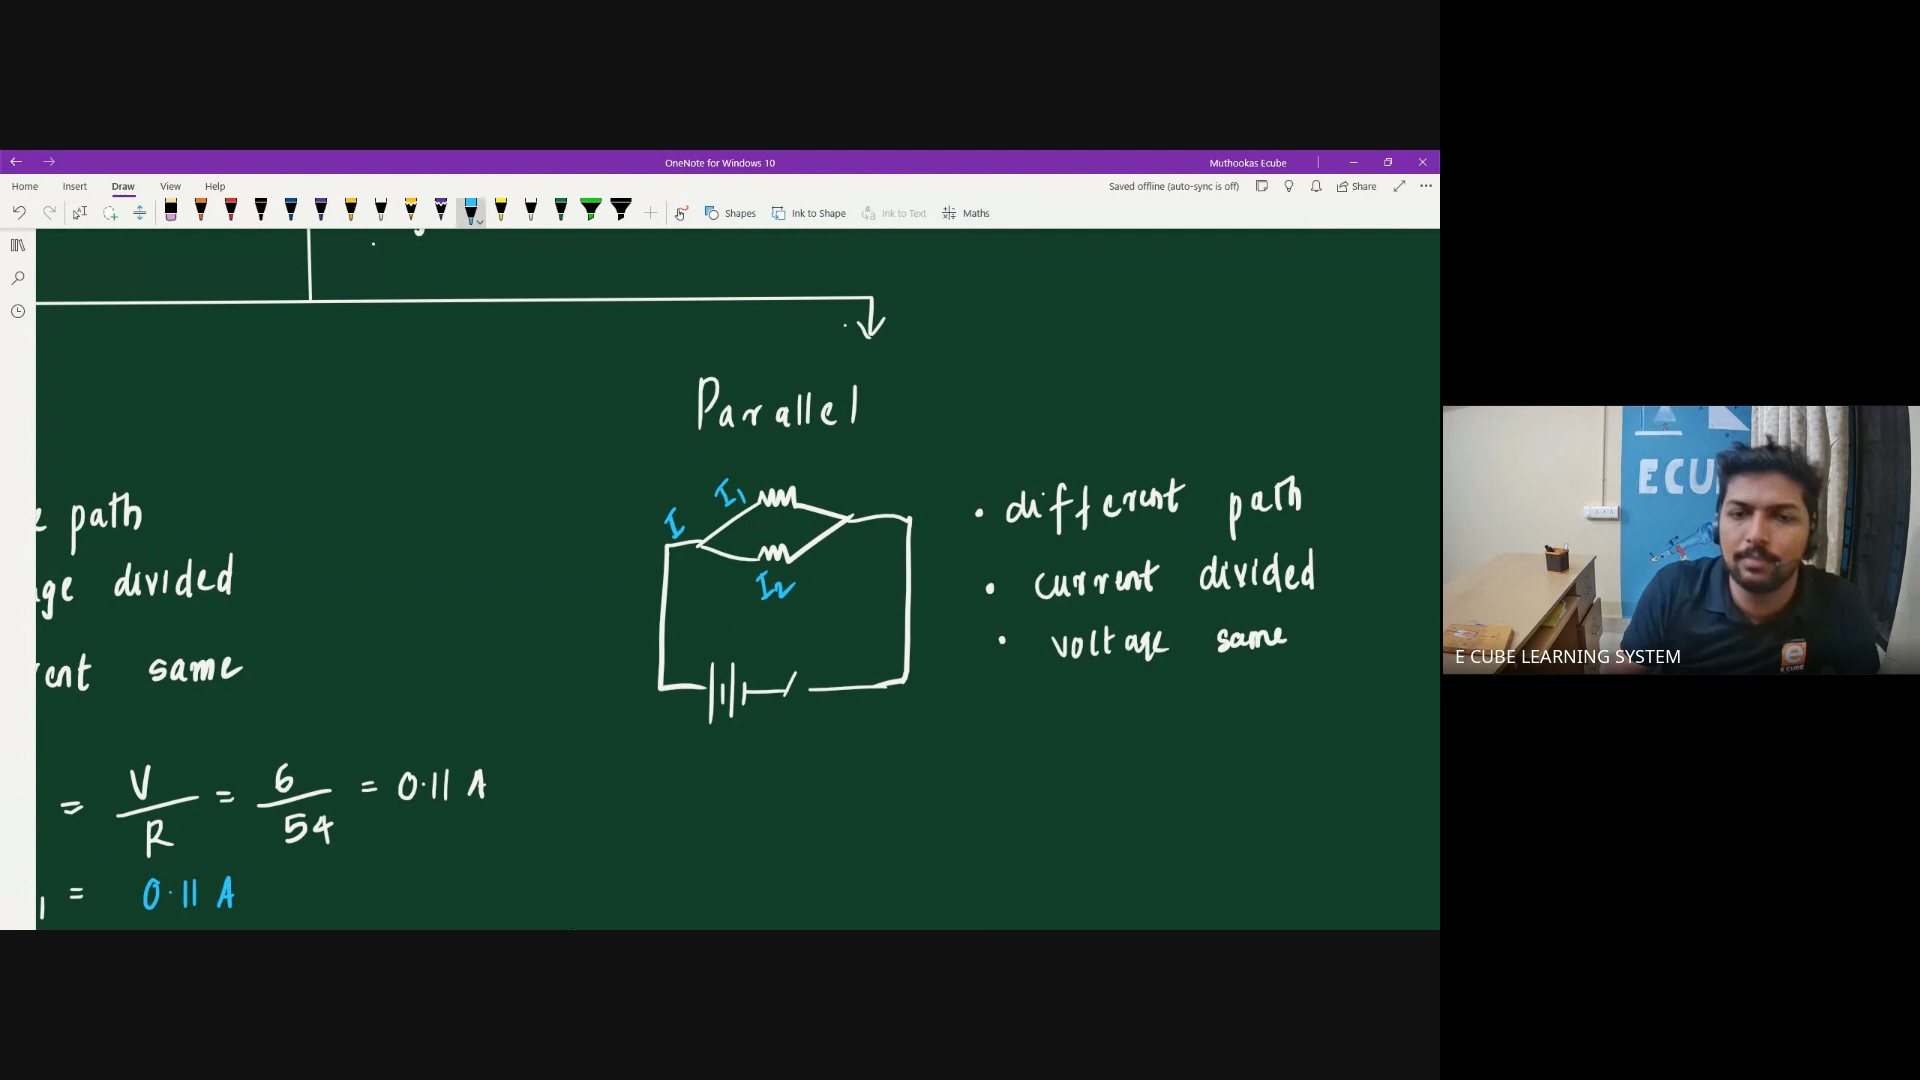 OneNote for Windows 10
Muthookas Ecube
Home Insert Draw View Help
Saved offline (auto-sync is off)
Share
Shapes
Ink to Shape
Ink to Text
Maths
Parallel
path
divided
same
I
I1
I2
• different path
• current divided
• voltage same
= V/R = 6/54 = 0.11 A
1 = 0.11 A
ECU
E CUBE LEARNING SYSTEM
e
E CUBE